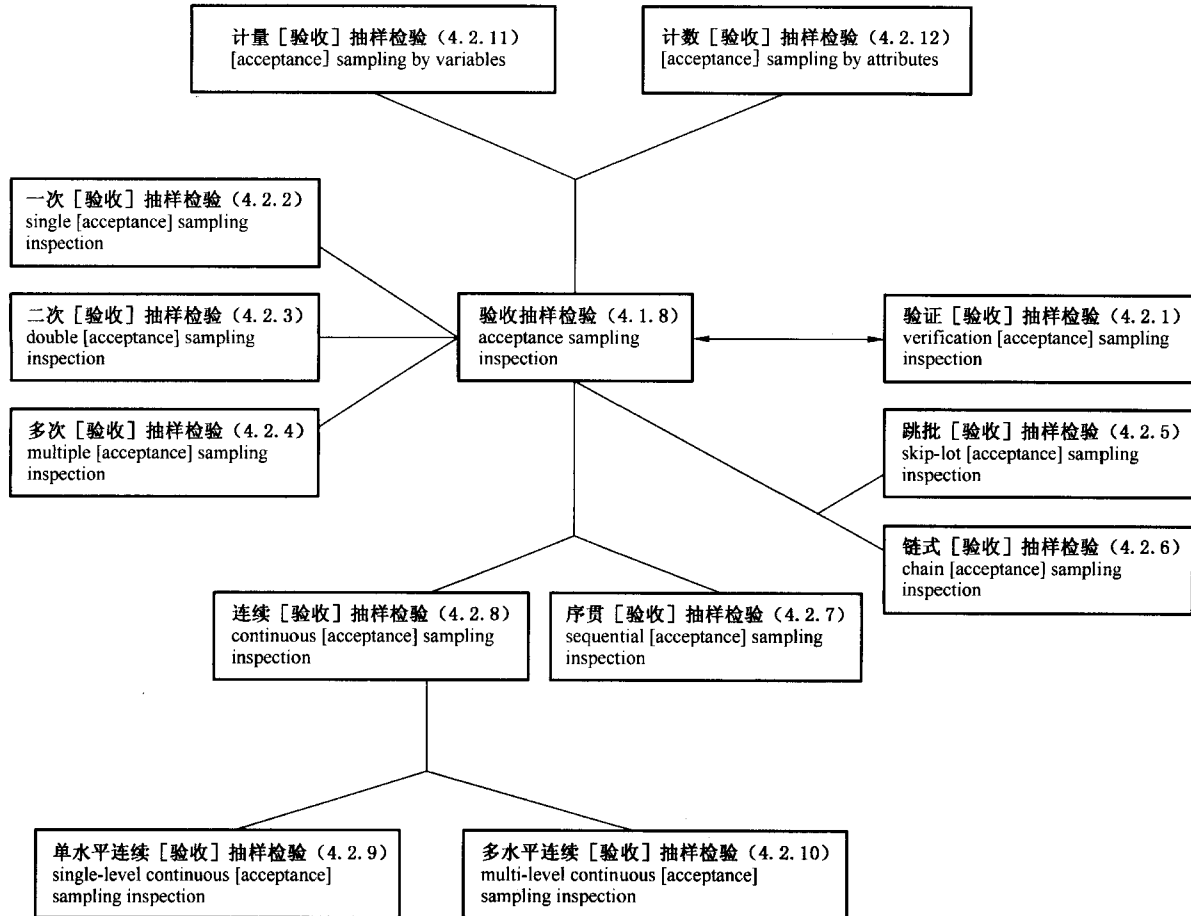 计量［验收］抽样检验（4.2.11）
[acceptance] sampling by variables
计数［验收］抽样检验（4.2.12）
[acceptance] sampling by attributes
一次［验收］抽样检验（4.2.2）
single [acceptance] sampling
inspection
二次［验收］抽样检验（4.2.3）
double [acceptance] sampling
inspection
多次［验收］抽样检验（4.2.4）
multiple [acceptance] sampling
inspection
验收抽样检验（4.1.8）
acceptance sampling
inspection
验证［验收］抽样检验（4.2.1）
verification [acceptance] sampling
inspection
跳批［验收］抽样检验（4.2.5）
skip-lot [acceptance] sampling
inspection
链式［验收］抽样检验（4.2.6）
chain [acceptance] sampling
inspection
连续［验收］抽样检验（4.2.8）
continuous [acceptance] sampling
inspection
序贯［验收］抽样检验（4.2.7）
sequential [acceptance] sampling
inspection
单水平连续［验收］抽样检验（4.2.9）
single-level continuous [acceptance]
sampling inspection
多水平连续［验收］抽样检验（4.2.10）
multi-level continuous [acceptance]
sampling inspection